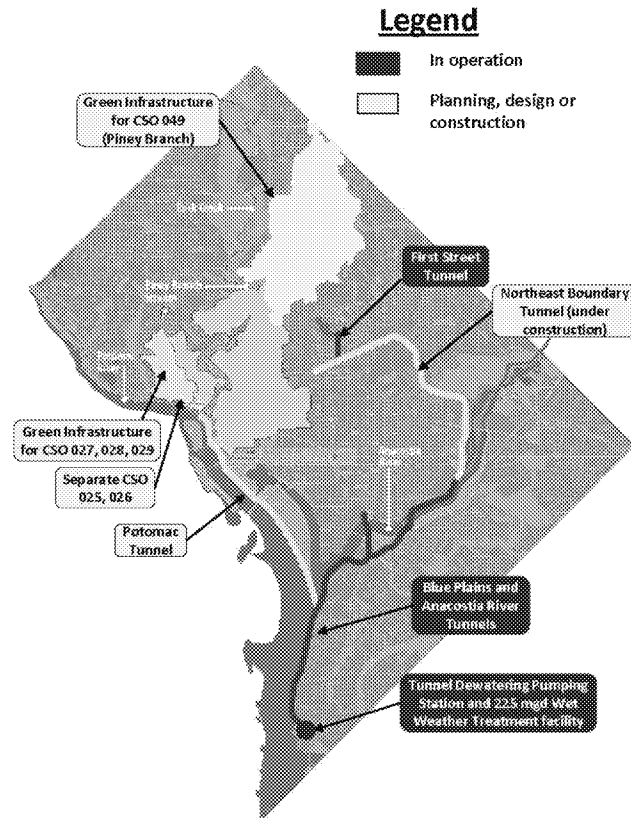 Legend
In operation
Planning, design or
construction
Green Infrastructure
for CSO 049
(Piney Branch)
First Street
Tunnel
Northeast Boundary
Tunnel (under
construction)
Green Infrastructure
for CSO 027, 028, 029
Separate CSO
025, 026
Potomac
Tunnel
Blue Plains and
Anacostia River
Tunnels
Tunnel Dewatering Pumping
Station and 225 mgd Wet
Weather Treatment facility